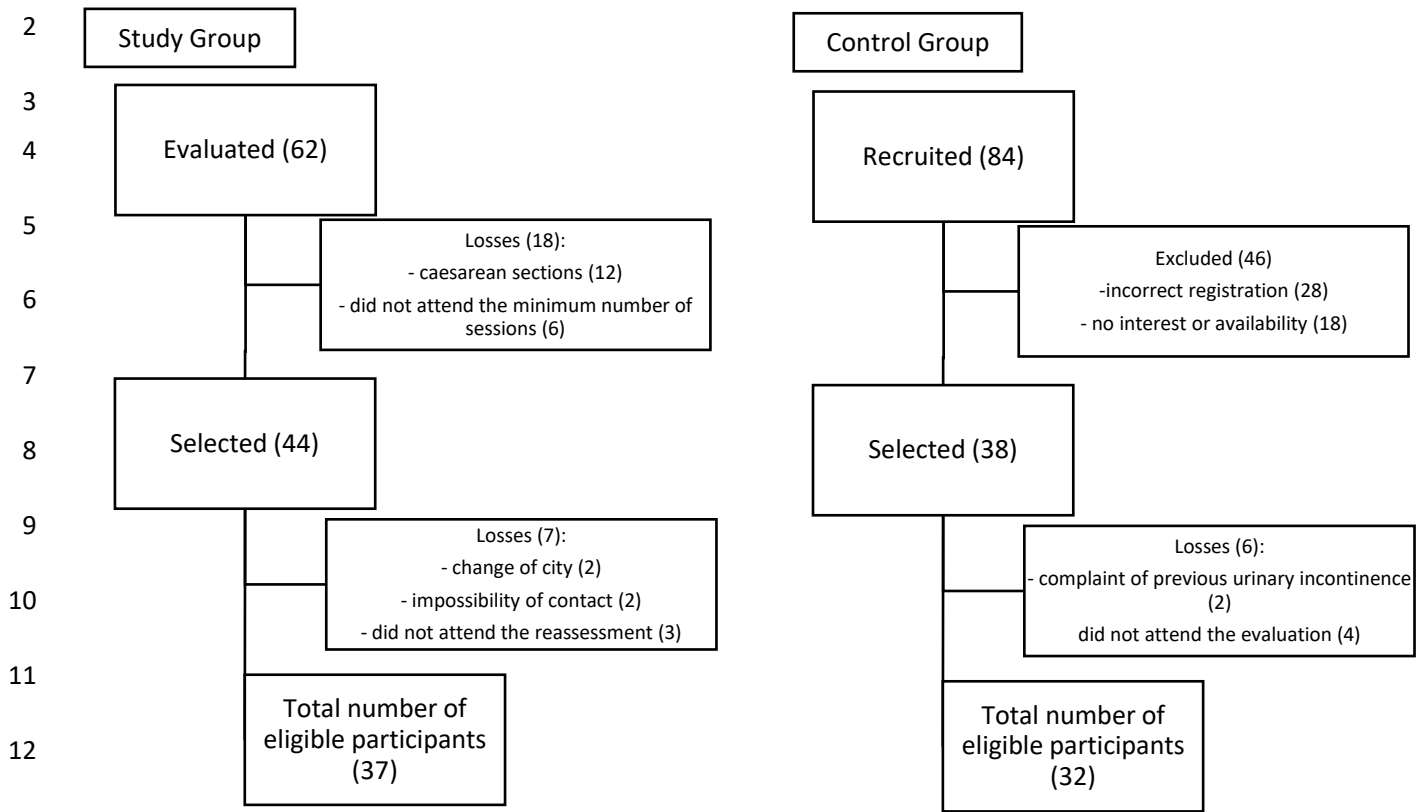 2
Study Group
Control Group
3
4
Evaluated (62)
Recruited (84)
5
Losses (18):
- caesarean sections (12)
- did not attend the minimum number of
sessions (6)
Excluded (46)
-incorrect registration (28)
- no interest or availability (18)
6
7
8
Selected (44)
Selected (38)
9
Losses (7):
- change of city (2)
- impossibility of contact (2)
- did not attend the reassessment (3)
Losses (6):
- complaint of previous urinary incontinence
(2)
did not attend the evaluation (4)
10
11
Total number of
eligible participants
(37)
Total number of
eligible participants
(32)
12